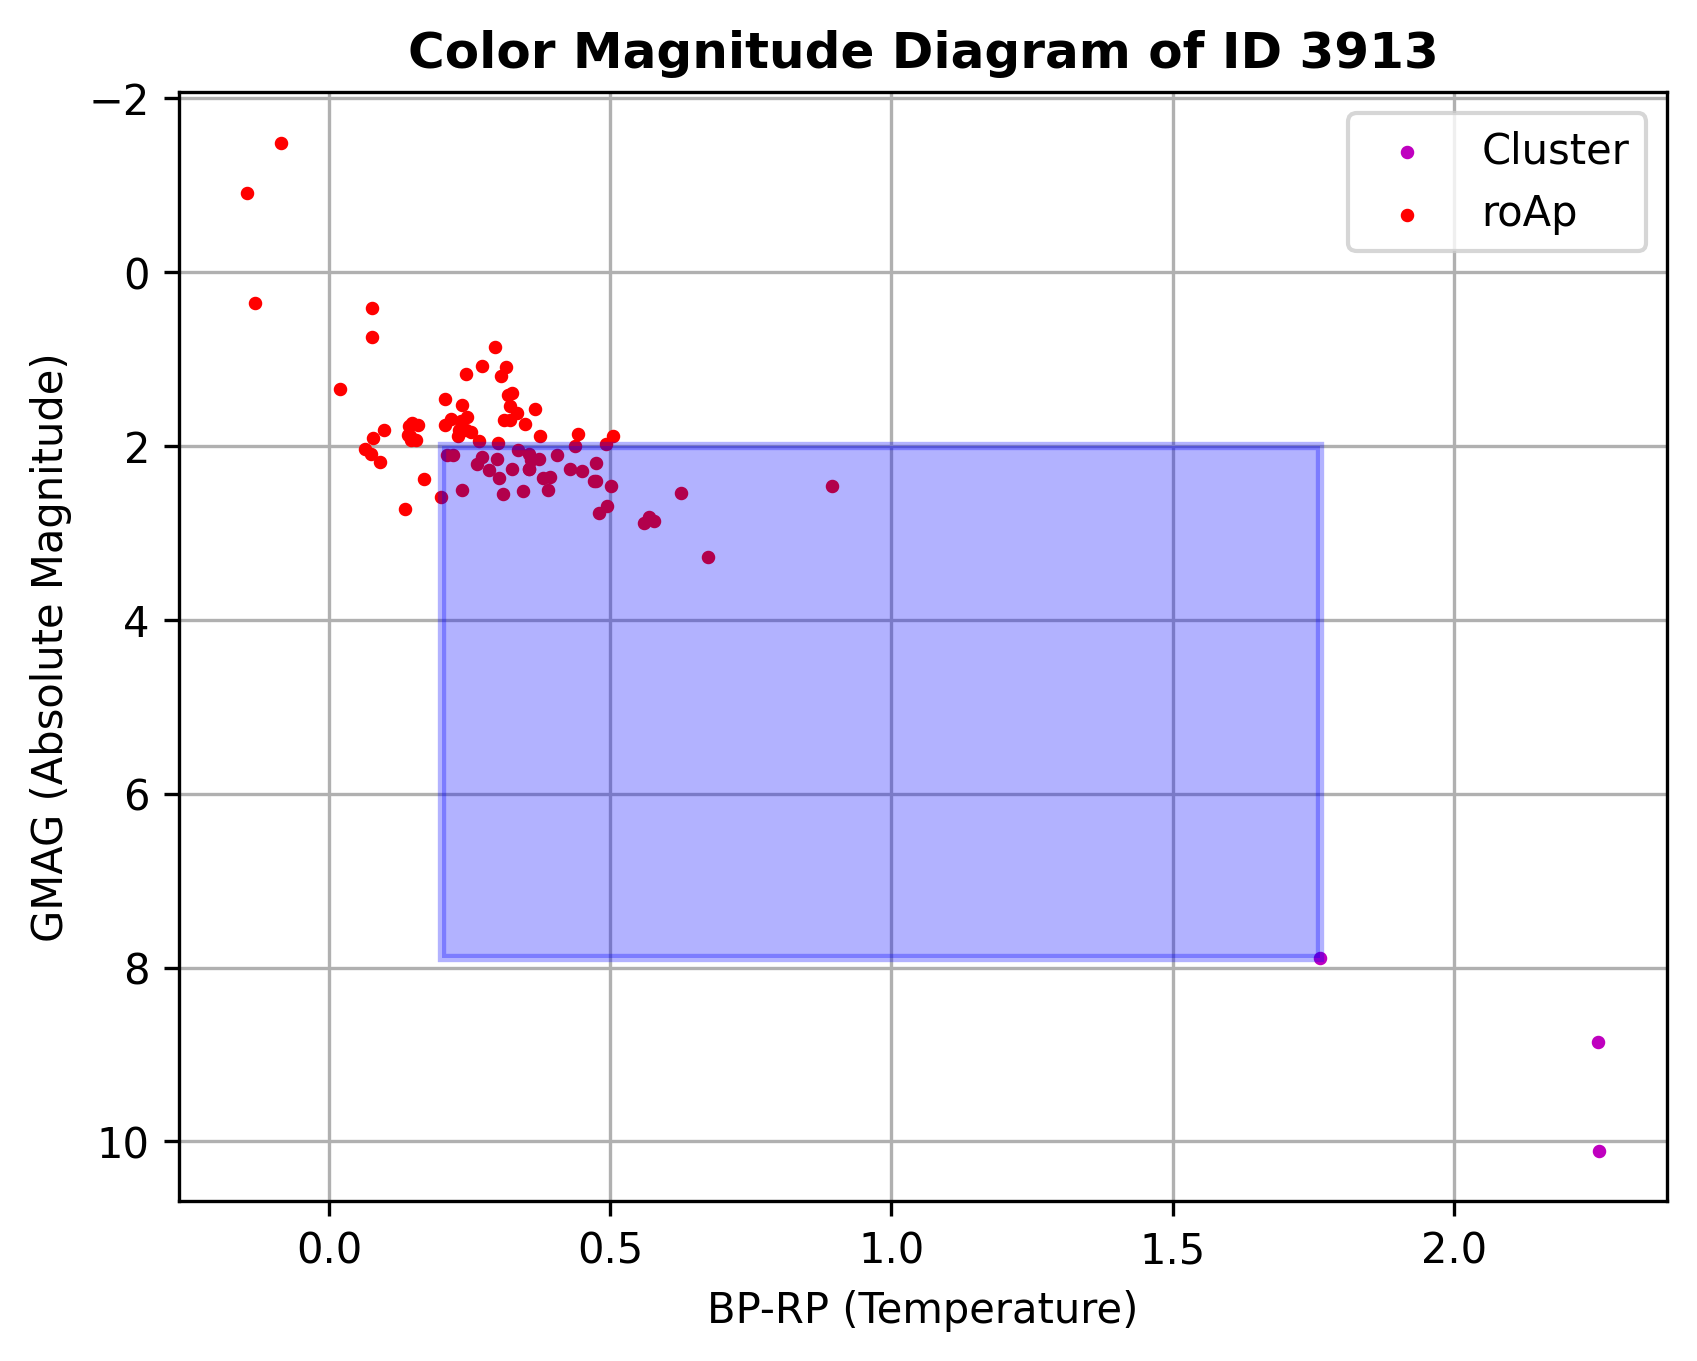 Color Magnitude Diagram of ID 3913
Cluster
roAp
GMAG (Absolute Magnitude)
−2
0
2
4
6
8
10
0.0 0.5 1.0 1.5 2.0
BP-RP (Temperature)